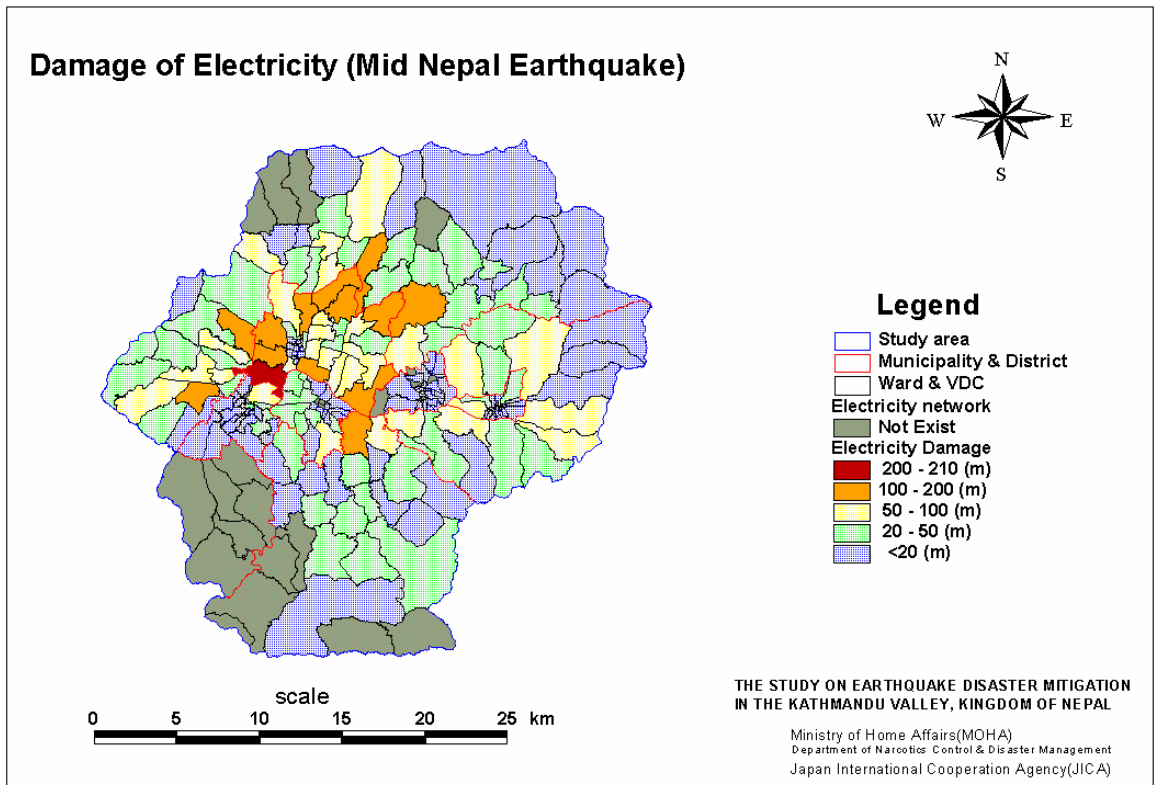 Damage of Electricity (Mid Nepal Earthquake)
N
W E
S
Legend
Study area
Municipality & District
Ward & VDC
Electricity network
Not Exist
Electricity Damage
200 - 210 (m)
100 - 200 (m)
50 - 100 (m)
20 - 50 (m)
<20 (m)
scale
0 5 10 15 20 25 km
THE STUDY ON EARTHQUAKE DISASTER MITIGATION
IN THE KATHMANDU VALLEY, KINGDOM OF NEPAL
Ministry of Home Affairs(MOHA)
Department of Narcotics Control & Disaster Management
Japan International Cooperation Agency(JICA)